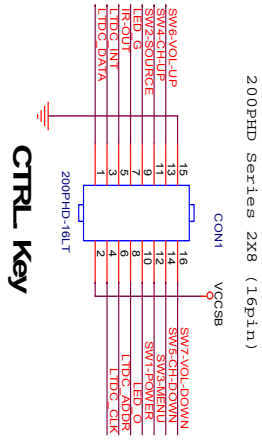 200PHD Series 2X8 (16pin)
CON1
VCCSB
SW6-VOL-UP
SW4-CH-UP
SW2-SOURCE
LED_G
IR-OUT
LTDC_INT
LTDC_DATA
15 16
13 14
11 12
9 10
7 8
5 6
3 4
1 2
SW7-VOL-DOWN
SW5-CH-DOWN
SW3-MENU
SW1-POWER
LED_O
LTDC_ADDR
LTDC_CLK
200PHD-16LT
CTRL Key